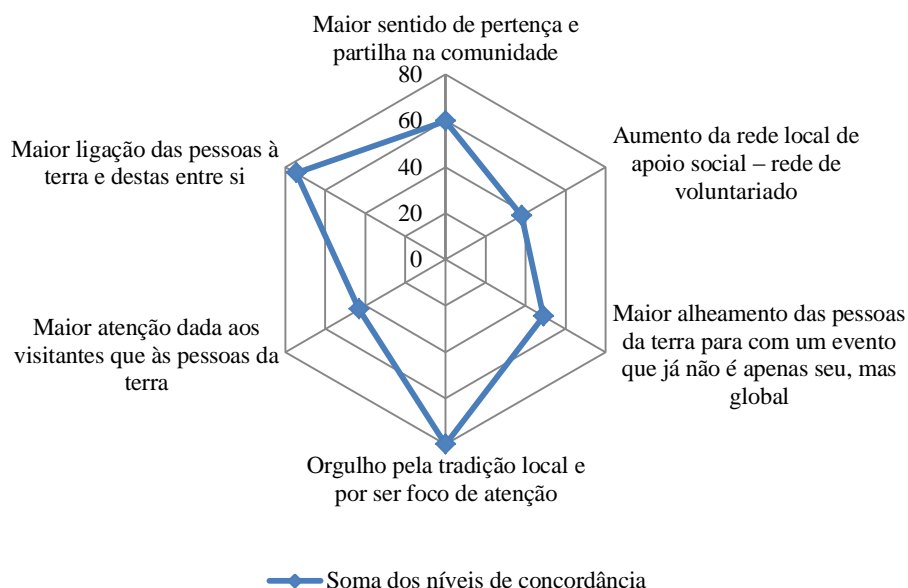 Maior sentido de pertença e
partilha na comunidade
80
60
40
20
0
Aumento da rede local de
apoio social – rede de
voluntariado
Maior alheamento das pessoas
da terra para com um evento
que já não é apenas seu, mas
global
Orgulho pela tradição local e
por ser foco de atenção
Maior atenção dada aos
visitantes que às pessoas da
terra
Maior ligação das pessoas à
terra e destas entre si
Soma dos níveis de concordância